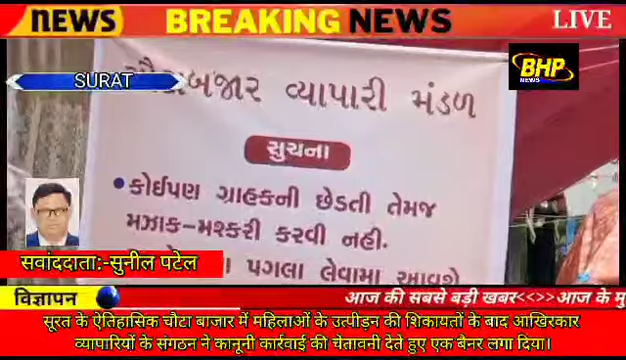 NEWS BREAKING NEWS LIVE
BHP
NEWS
SURAT
વ્યાપારી મંડળ
સુચના
•કોઈપણ ગ્રાહકની છેડતી તેમજ
મઝાક-મશ્કરી કરવી નહી.
પગલા લેવામા આવશે
सवांददाता:-सुनील पटेल
विज्ञापन आज की सबसे बड़ी खबर<<>>आज के मु
सूरत के ऐतिहासिक चौटा बाजार में महिलाओं के उत्पीड़न की शिकायतों के बाद आखिरकार
व्यापारियों के संगठन ने कानूनी कार्रवाई की चेतावनी देते हुए एक बैनर लगा दिया।